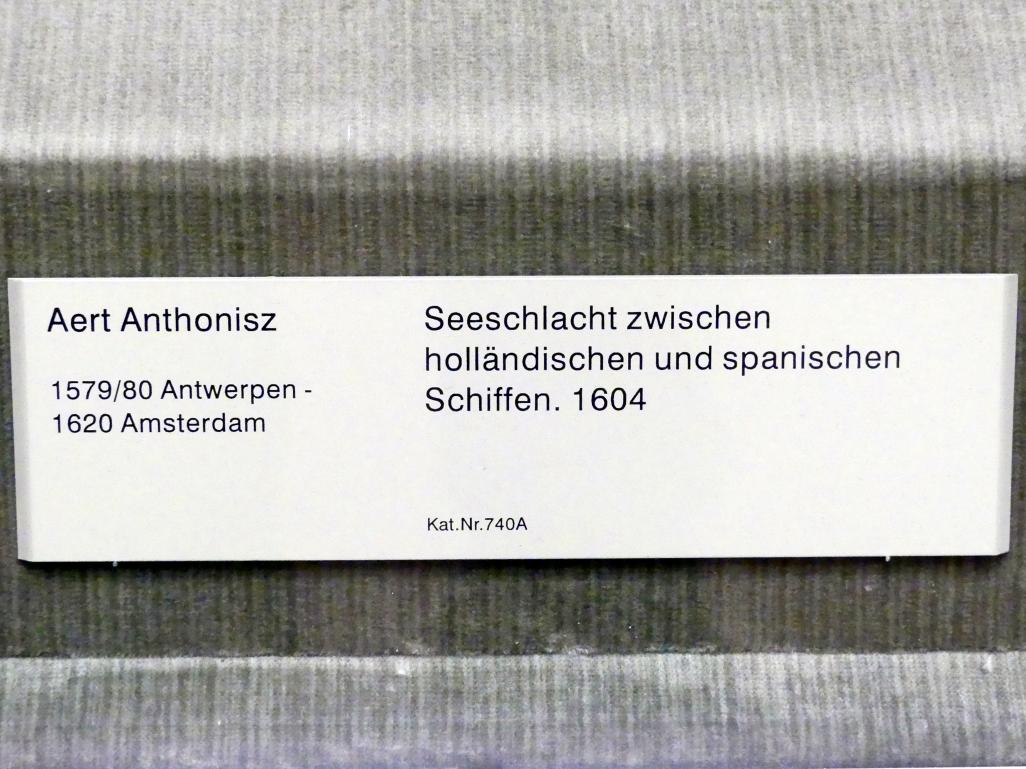 Aert Anthonisz
1579/80 Antwerpen -
1620 Amsterdam
Seeschlacht zwischen
holländischen und spanischen
Schiffen. 1604
Kat.Nr.740A